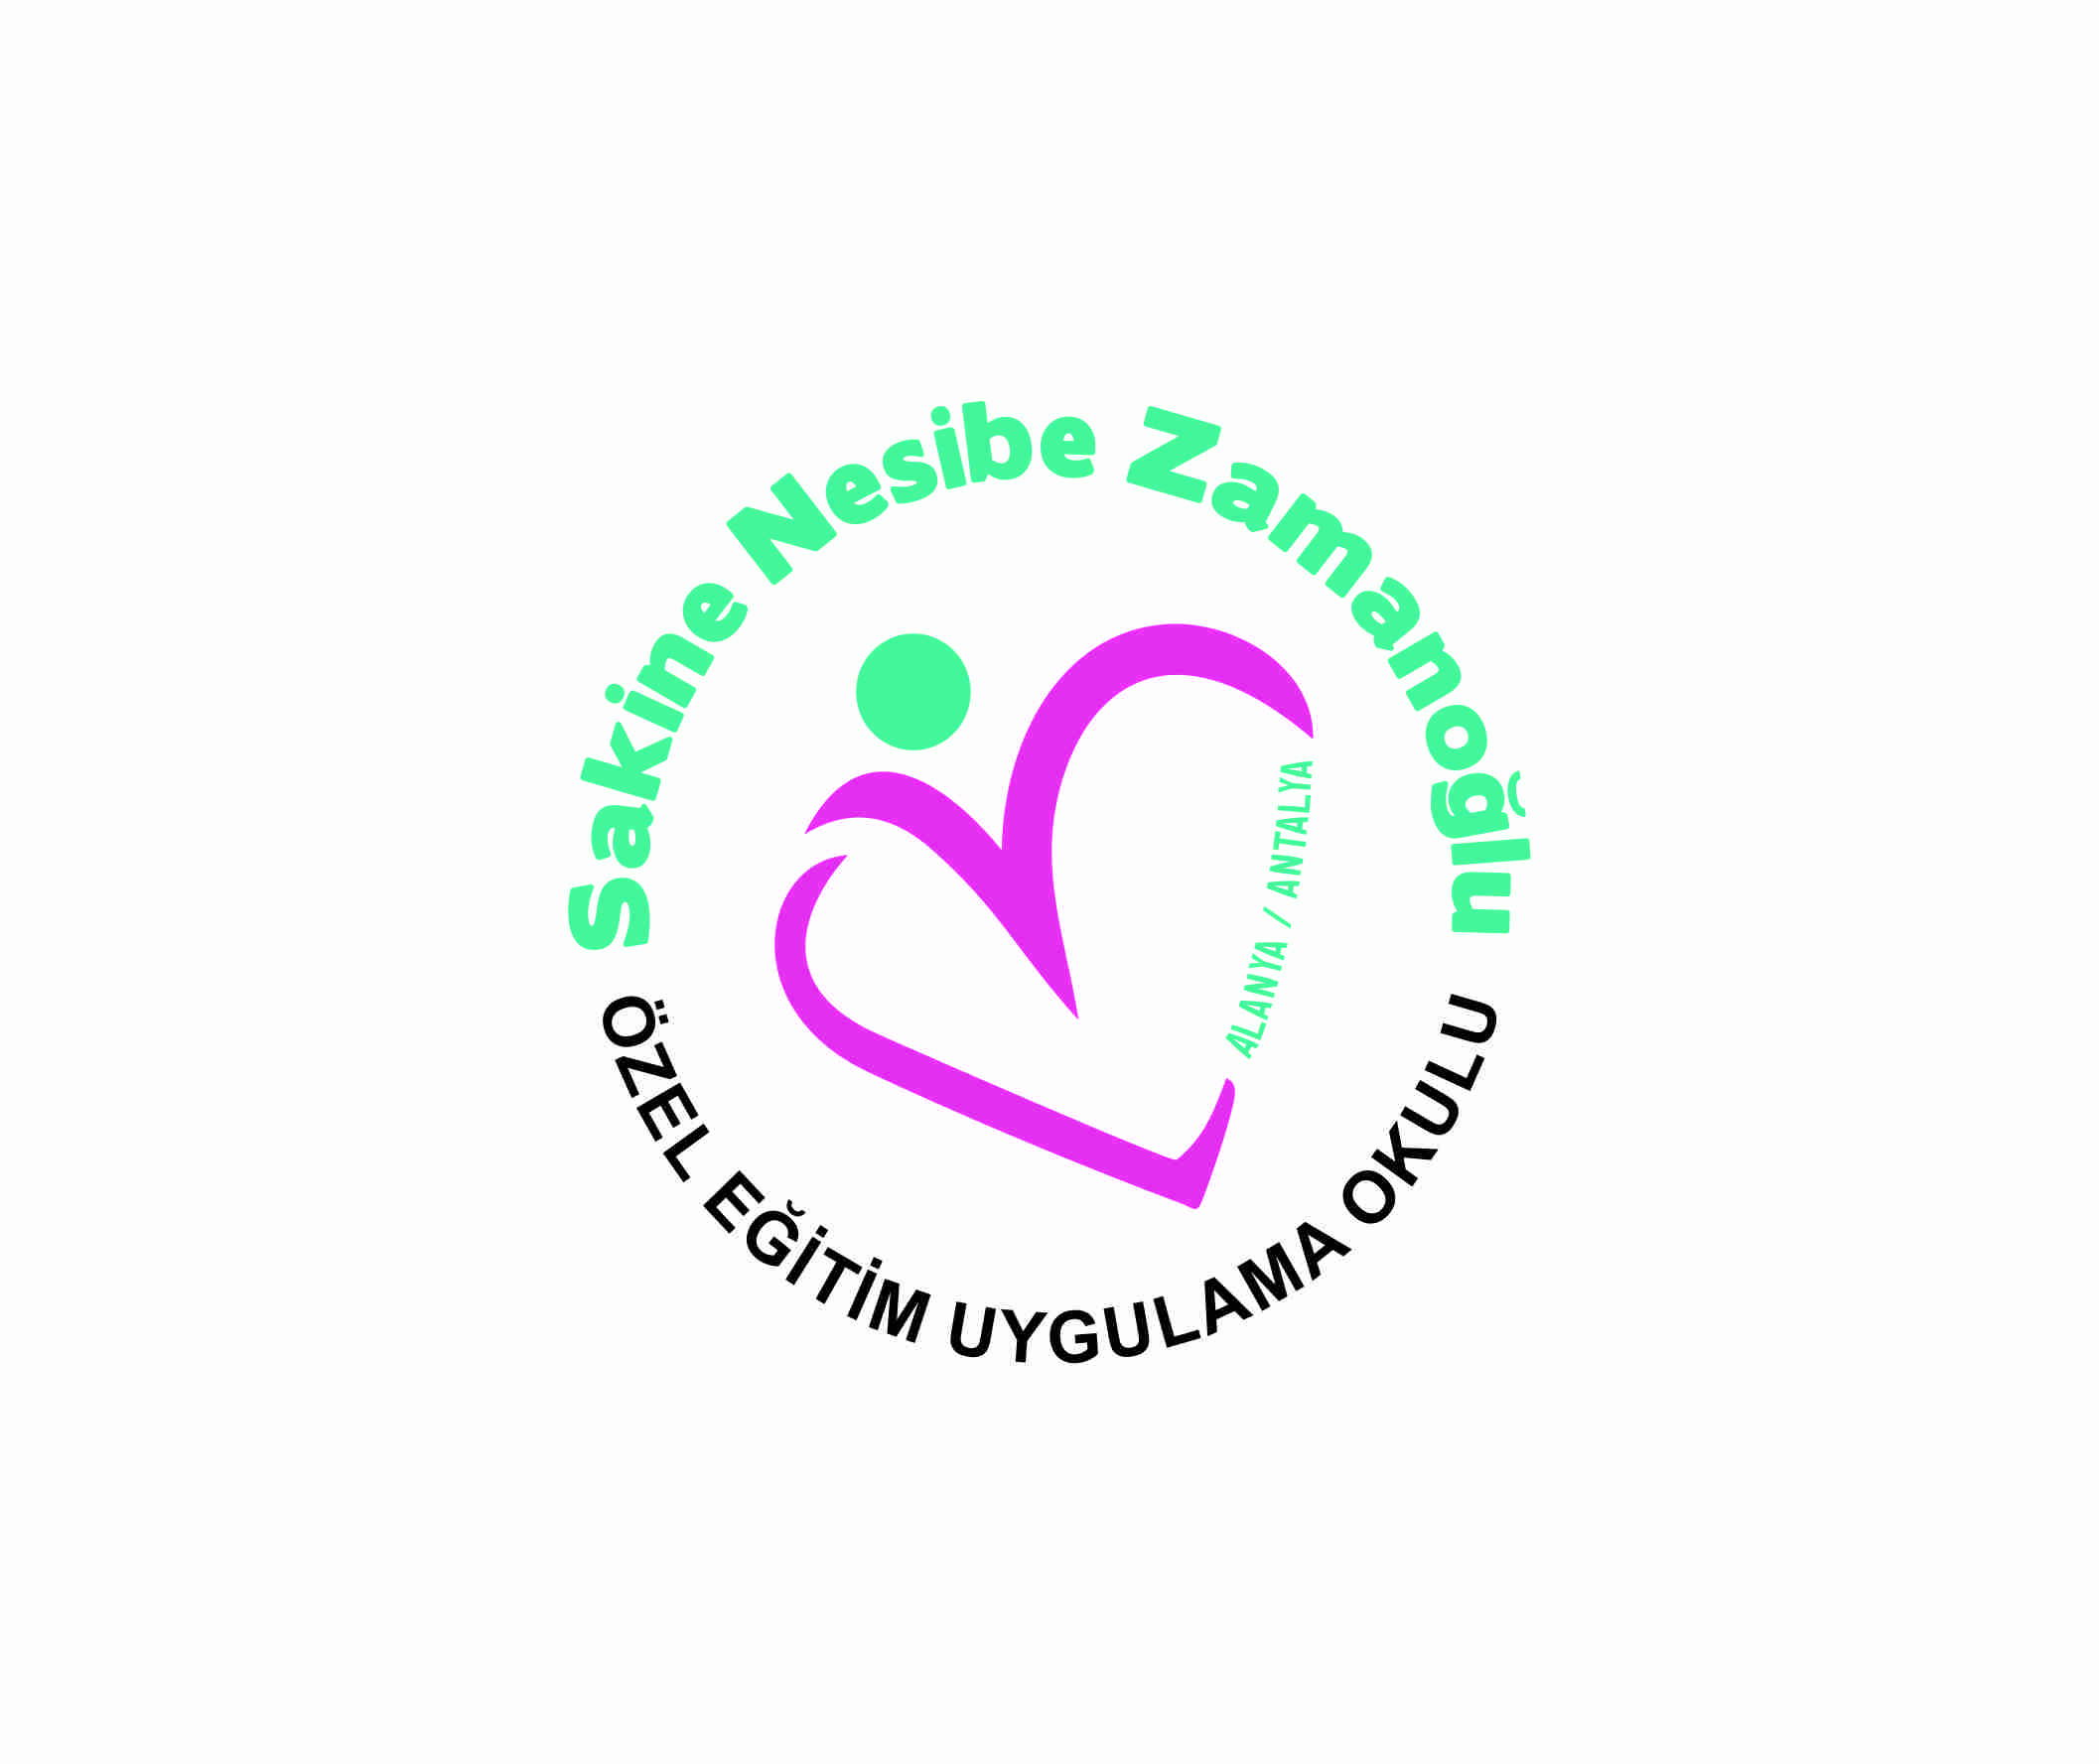 Sakine Nesibe Zamanoğlu
ALANYA / ANTALYA
ÖZEL EĞİTİM UYGULAMA OKULU